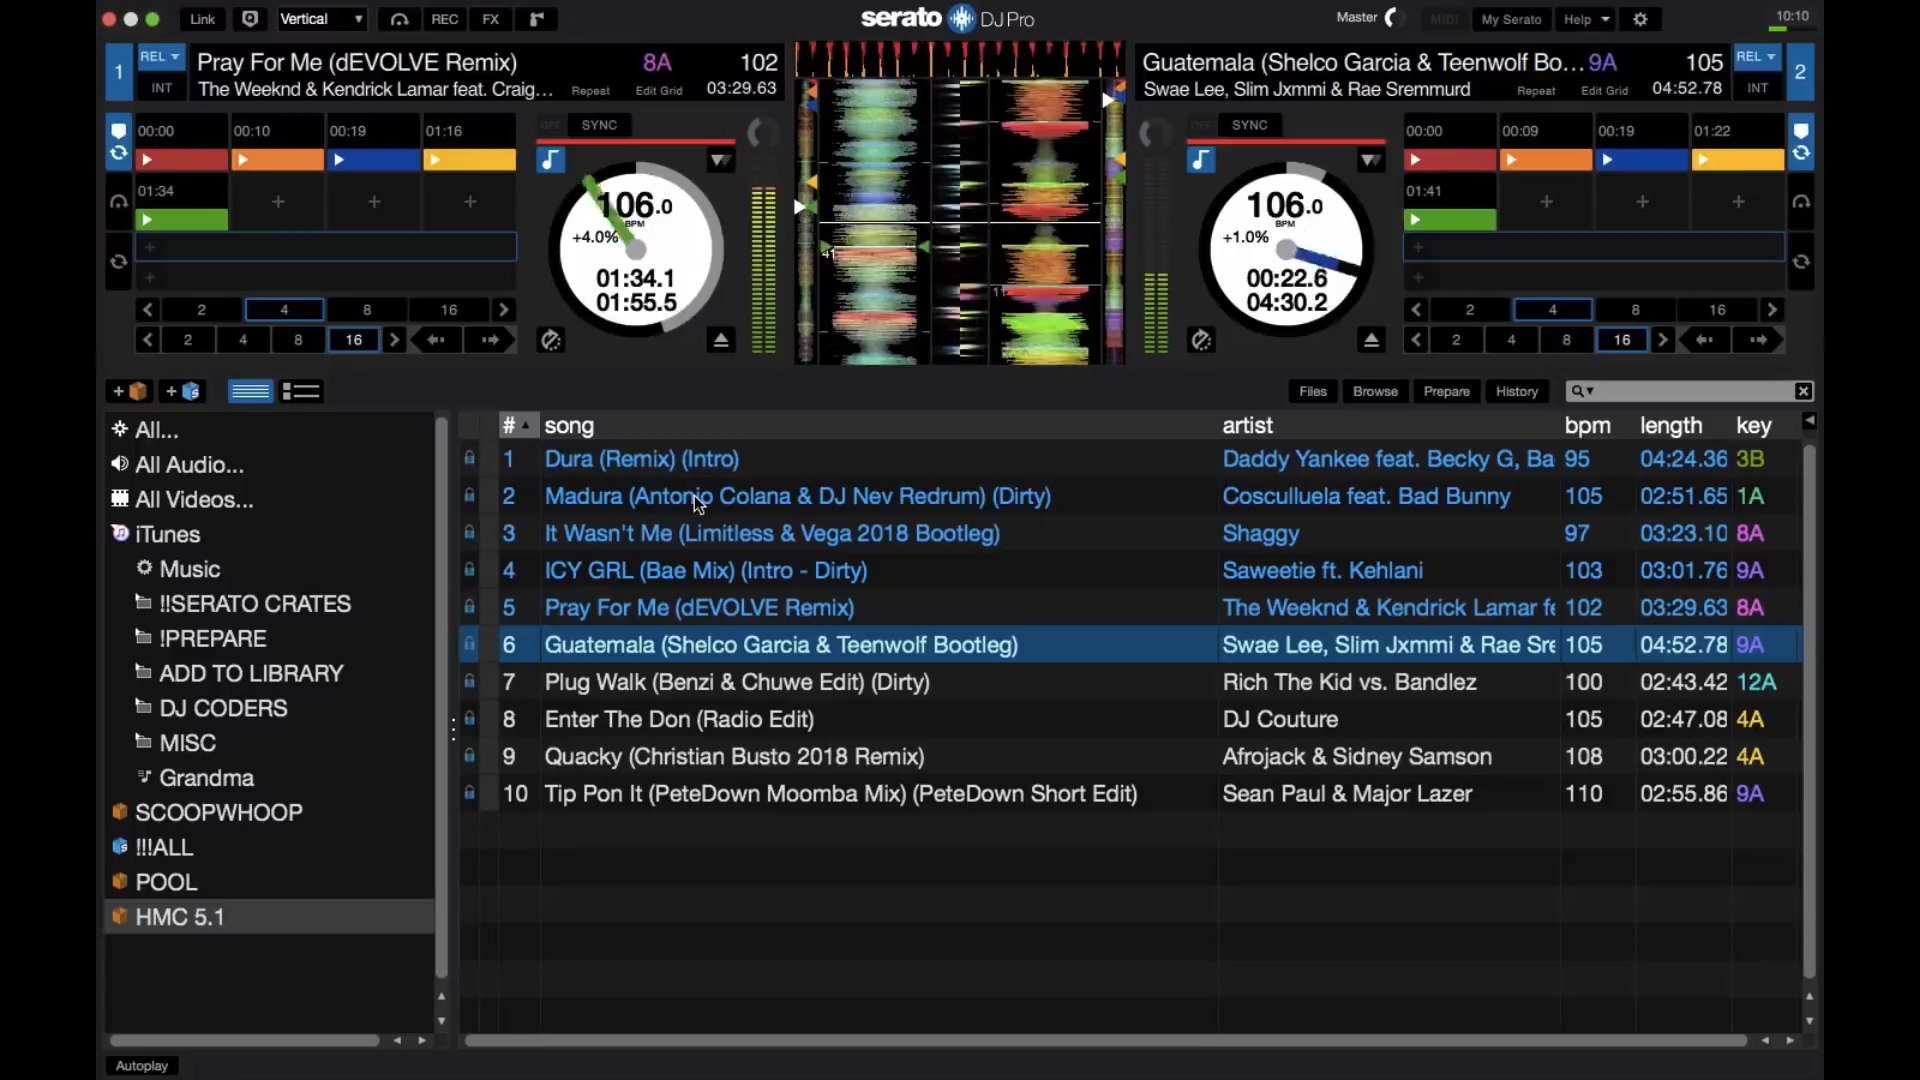 Link Vertical REC FX serato DJ Pro Master MIDI My Serato Help 10:10
1 REL Pray For Me (dEVOLVE Remix) 8A 102
INT The Weeknd & Kendrick Lamar feat. Craig... Repeat Edit Grid 03:29.63
Guatemala (Shelco Garcia & Teenwolf Bo... 9A 105 REL 2
Swae Lee, Slim Jxmmi & Rae Sremmurd Repeat Edit Grid 04:52.78 INT
00:00 00:10 00:19 01:16
01:34
OFF SYNC
106.0
BPM
+4.0%
01:34.1
01:55.5
2 4 8 16
2 4 8 16
41
11
OFF SYNC
106.0
BPM
+1.0%
00:22.6
04:30.2
00:00 00:09 00:19 01:22
01:41
2 4 8 16
2 4 8 16
Files Browse Prepare History
All...
All Audio...
All Videos...
iTunes
Music
!!SERATO CRATES
!PREPARE
ADD TO LIBRARY
DJ CODERS
MISC
Grandma
SCOOPWHOOP
!!!ALL
POOL
HMC 5.1
# song artist bpm length key
1 Dura (Remix) (Intro) Daddy Yankee feat. Becky G, Ba 95 04:24.36 3B
2 Madura (Antonio Colana & DJ Nev Redrum) (Dirty) Cosculluela feat. Bad Bunny 105 02:51.65 1A
3 It Wasn't Me (Limitless & Vega 2018 Bootleg) Shaggy 97 03:23.10 8A
4 ICY GRL (Bae Mix) (Intro - Dirty) Saweetie ft. Kehlani 103 03:01.76 9A
5 Pray For Me (dEVOLVE Remix) The Weeknd & Kendrick Lamar fe 102 03:29.63 8A
6 Guatemala (Shelco Garcia & Teenwolf Bootleg) Swae Lee, Slim Jxmmi & Rae Sre 105 04:52.78 9A
7 Plug Walk (Benzi & Chuwe Edit) (Dirty) Rich The Kid vs. Bandlez 100 02:43.42 12A
8 Enter The Don (Radio Edit) DJ Couture 105 02:47.08 4A
9 Quacky (Christian Busto 2018 Remix) Afrojack & Sidney Samson 108 03:00.22 4A
10 Tip Pon It (PeteDown Moomba Mix) (PeteDown Short Edit) Sean Paul & Major Lazer 110 02:55.86 9A
Autoplay